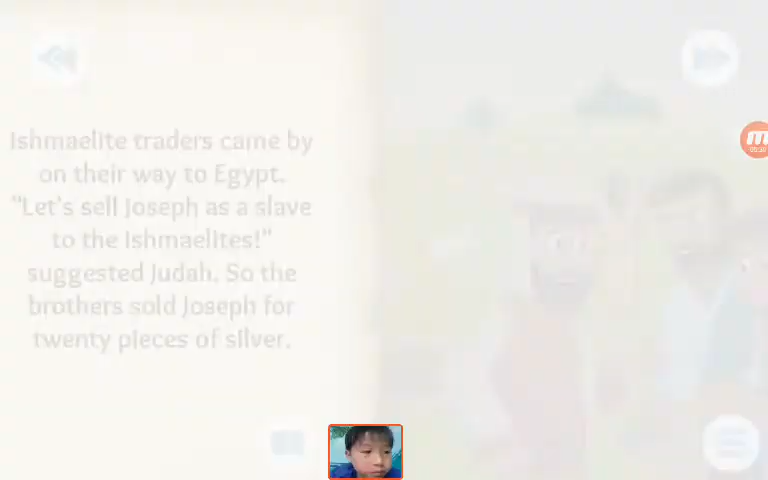 Ishmaelite traders came by
on their way to Egypt.
"Let's sell Joseph as a slave
to the Ishmaelites!"
suggested Judah. So the
brothers sold Joseph for
twenty pieces of silver.